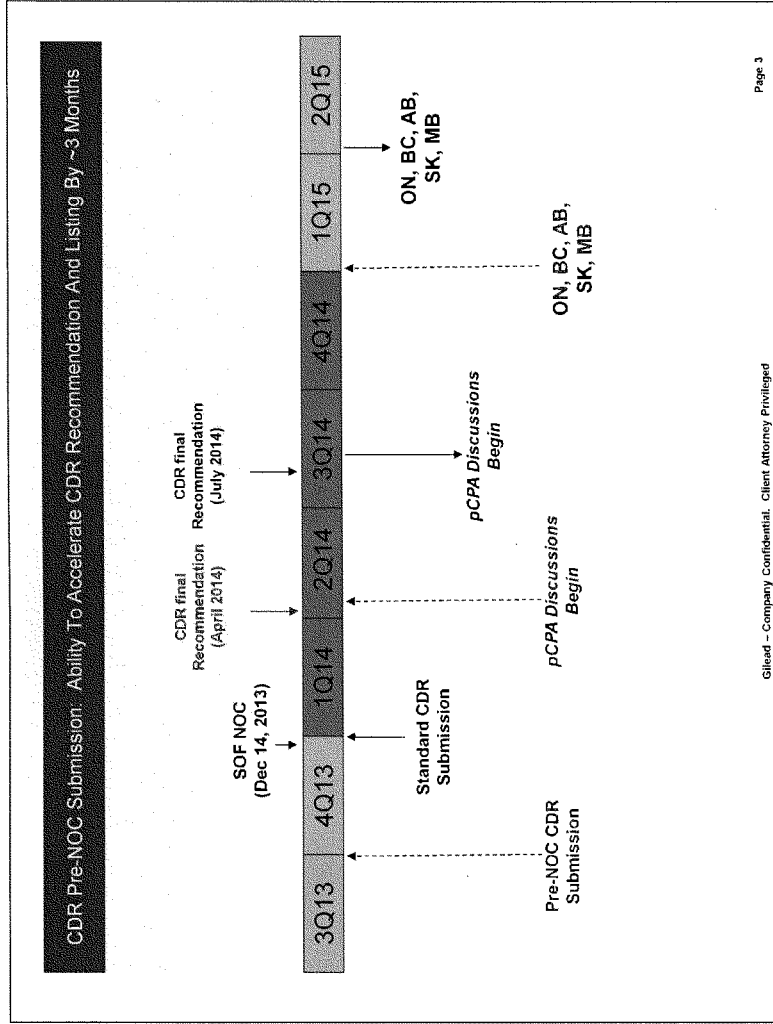 CDR Pre-NOC Submission: Ability To Accelerate CDR Recommendation And Listing By ~3 Months
SOF NOC
(Dec 14, 2013)
CDR final
Recommendation
(April 2014)
CDR final
Recommendation
(July 2014)
3Q13
4Q13
1Q14
2Q14
3Q14
4Q14
1Q15
2Q15
Pre-NOC CDR
Submission
Standard CDR
Submission
pCPA Discussions
Begin
pCPA Discussions
Begin
ON, BC, AB,
SK, MB
ON, BC, AB,
SK, MB
Gilead – Company Confidential. Client Attorney Privileged
Page 3